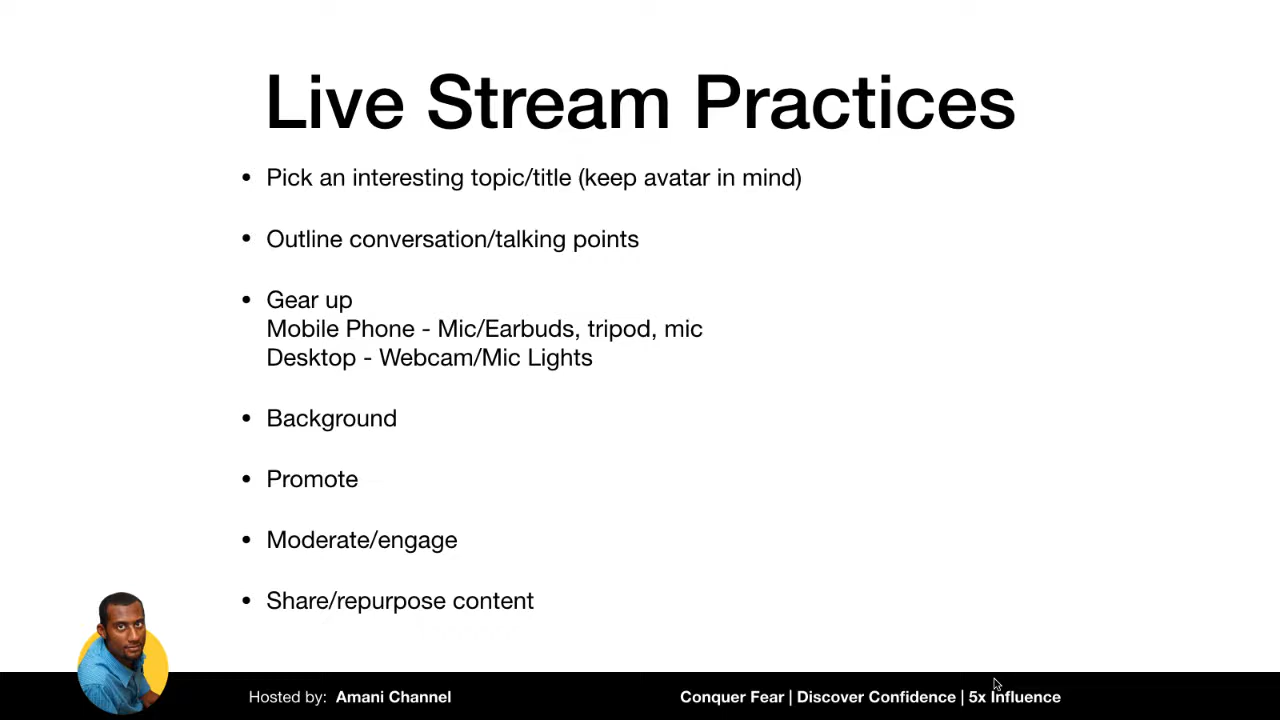 Live Stream Practices
• Pick an interesting topic/title (keep avatar in mind)
• Outline conversation/talking points
• Gear up
Mobile Phone - Mic/Earbuds, tripod, mic
Desktop - Webcam/Mic Lights
• Background
• Promote
• Moderate/engage
• Share/repurpose content
Hosted by: Amani Channel
Conquer Fear | Discover Confidence | 5x Influence